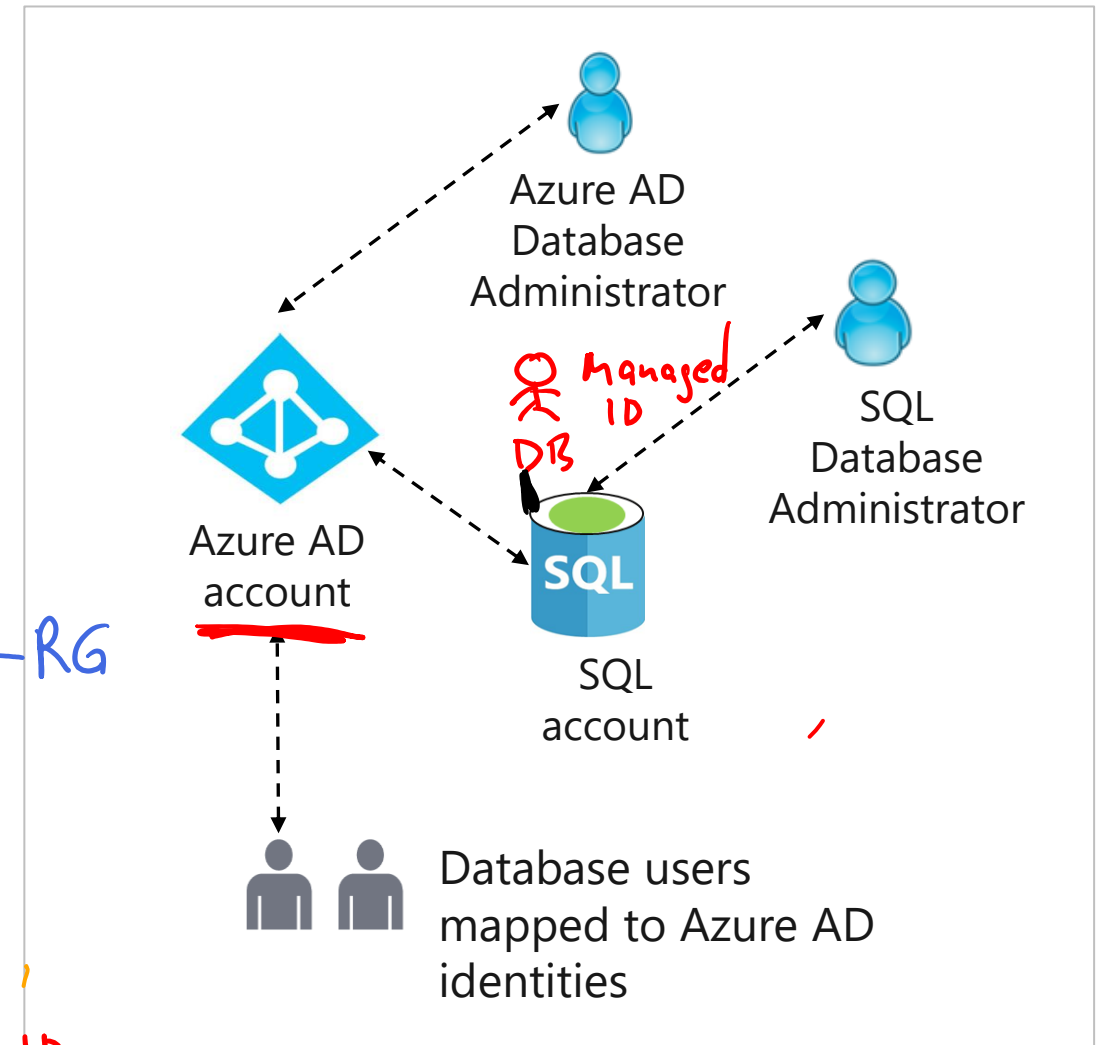 Azure AD
Database
Administrator
Managed
ID
DB
SQL
Database
Administrator
Azure AD
account
SQL
SQL
account
RG
Database users
mapped to Azure AD
identities